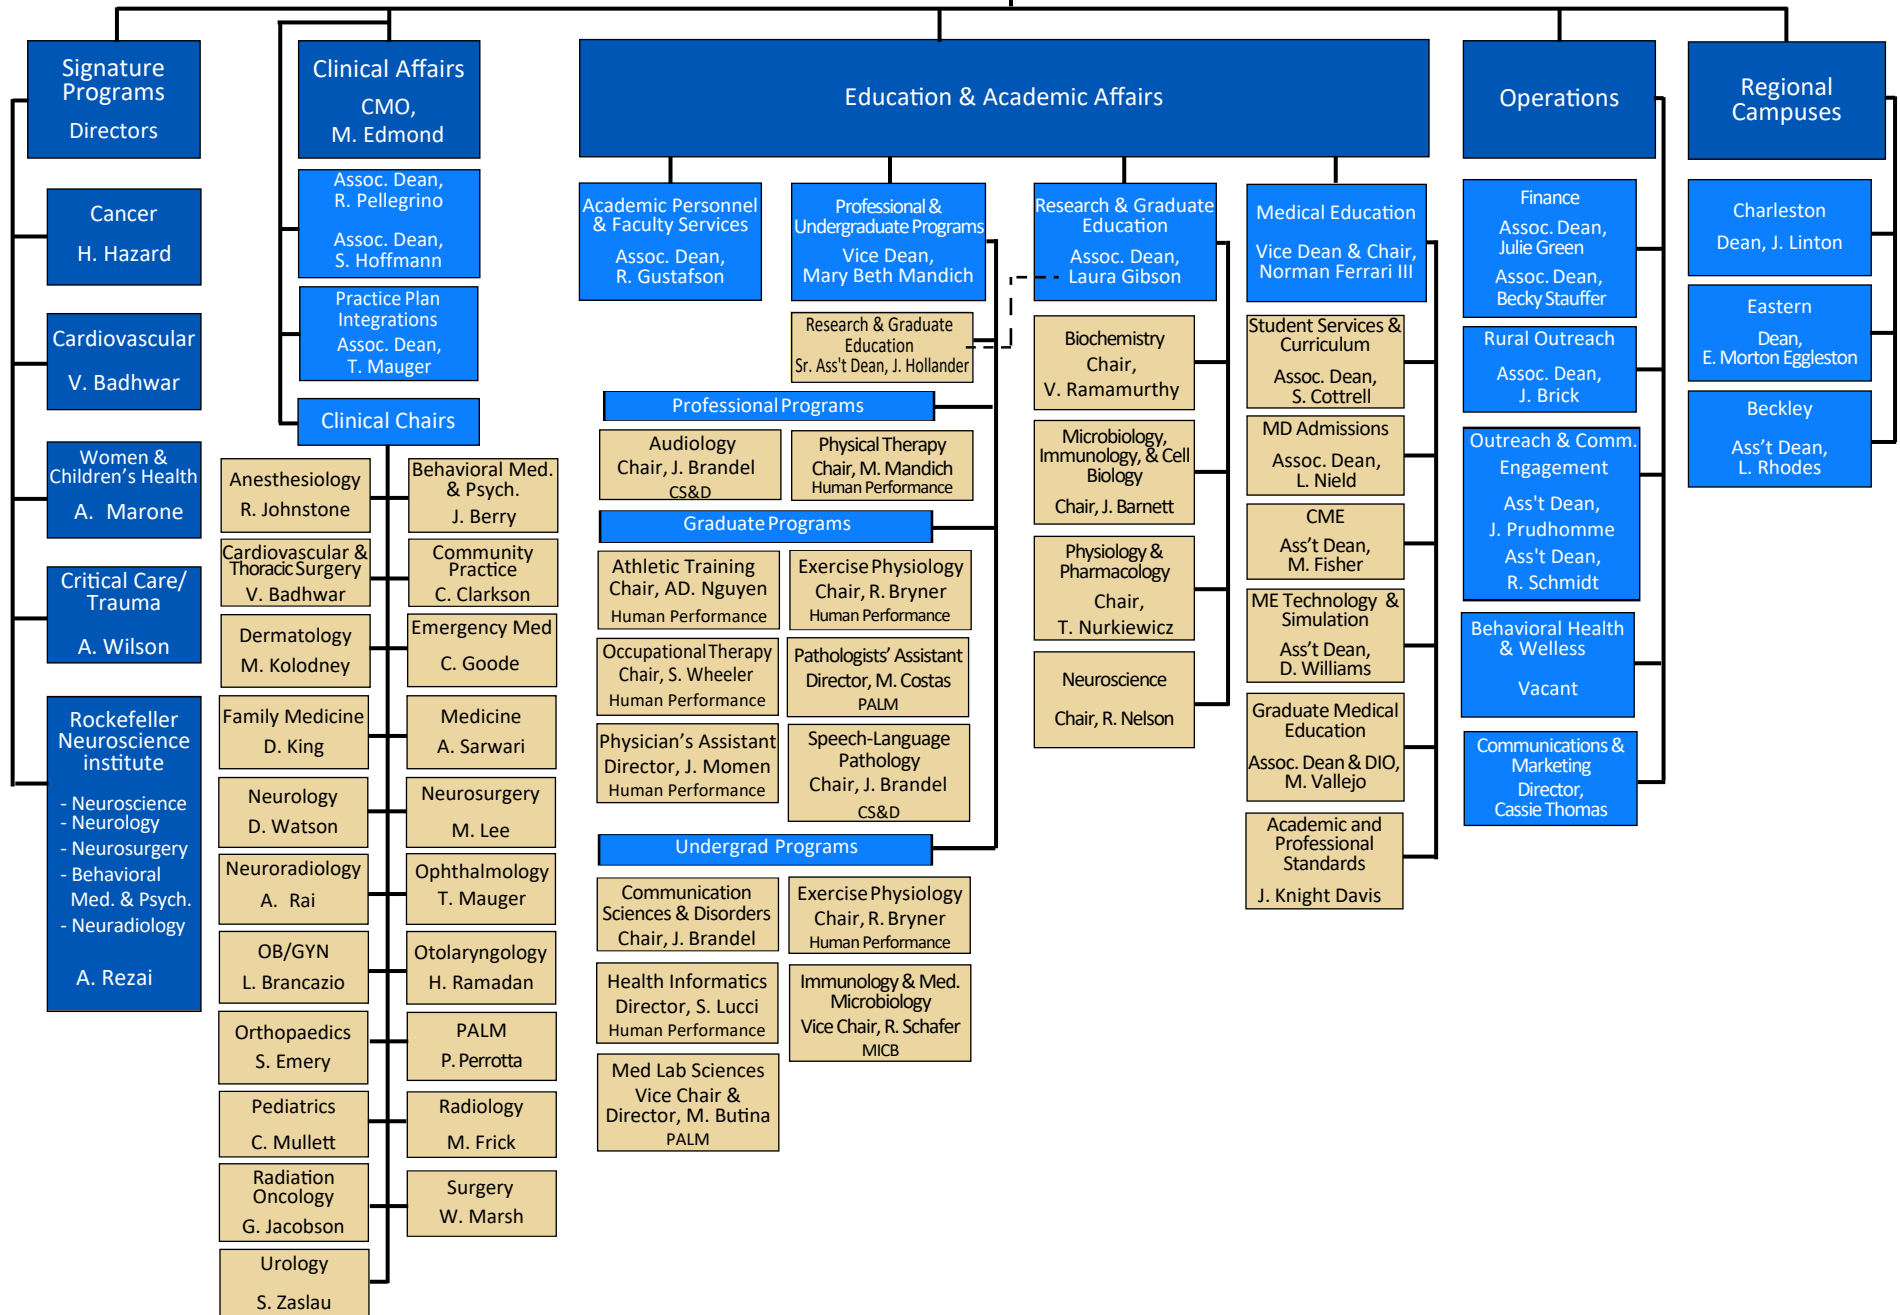 Signature
Programs
Directors
Cancer
H. Hazard
Cardiovascular
V. Badhwar
Women &
Children’s Health
A. Marone
Critical Care/
Trauma
A. Wilson
Rockefeller
Neuroscience
institute
- Neuroscience
- Neurology
- Neurosurgery
- Behavioral
Med. & Psych.
- Neuradiology
A. Rezai
Clinical Affairs
CMO,
M. Edmond
Assoc. Dean,
R. Pellegrino
Assoc. Dean,
S. Hoffmann
Practice Plan
Integrations
Assoc. Dean,
T. Mauger
Clinical Chairs
Anesthesiology
R. Johnstone
Behavioral Med.
& Psych.
J. Berry
Cardiovascular &
Thoracic Surgery
V. Badhwar
Community
Practice
C. Clarkson
Dermatology
M. Kolodney
Emergency Med
C. Goode
Family Medicine
D. King
Medicine
A. Sarwari
Neurology
D. Watson
Neurosurgery
M. Lee
Neuroradiology
A. Rai
Ophthalmology
T. Mauger
OB/GYN
L. Brancazio
Otolaryngology
H. Ramadan
Orthopaedics
S. Emery
PALM
P. Perrotta
Pediatrics
C. Mullett
Radiology
M. Frick
Radiation
Oncology
G. Jacobson
Surgery
W. Marsh
Urology
S. Zaslau
Education & Academic Affairs
Academic Personnel
& Faculty Services
Assoc. Dean,
R. Gustafson
Professional &
Undergraduate Programs
Vice Dean,
Mary Beth Mandich
Research & Graduate
Education
Sr. Ass't Dean, J. Hollander
Professional Programs
Audiology
Chair, J. Brandel
CS&D
Physical Therapy
Chair, M. Mandich
Human Performance
Graduate Programs
Athletic Training
Chair, AD. Nguyen
Human Performance
Exercise Physiology
Chair, R. Bryner
Human Performance
Occupational Therapy
Chair, S. Wheeler
Human Performance
Pathologists’ Assistant
Director, M. Costas
PALM
Physician’s Assistant
Director, J. Momen
Human Performance
Speech-Language
Pathology
Chair, J. Brandel
CS&D
Undergrad Programs
Communication
Sciences & Disorders
Chair, J. Brandel
Exercise Physiology
Chair, R. Bryner
Human Performance
Health Informatics
Director, S. Lucci
Human Performance
Immunology & Med.
Microbiology
Vice Chair, R. Schafer
MICB
Med Lab Sciences
Vice Chair &
Director, M. Butina
PALM
Research & Graduate
Education
Assoc. Dean,
Laura Gibson
Biochemistry
Chair,
V. Ramamurthy
Microbiology,
Immunology, & Cell
Biology
Chair, J. Barnett
Physiology &
Pharmacology
Chair,
T. Nurkiewicz
Neuroscience
Chair, R. Nelson
Medical Education
Vice Dean & Chair,
Norman Ferrari III
Student Services &
Curriculum
Assoc. Dean,
S. Cottrell
MD Admissions
Assoc. Dean,
L. Nield
CME
Ass’t Dean,
M. Fisher
ME Technology &
Simulation
Ass’t Dean,
D. Williams
Graduate Medical
Education
Assoc. Dean & DIO,
M. Vallejo
Academic and
Professional
Standards
J. Knight Davis
Operations
Finance
Assoc. Dean,
Julie Green
Assoc. Dean,
Becky Stauffer
Rural Outreach
Assoc. Dean,
J. Brick
Outreach & Comm.
Engagement
Ass't Dean,
J. Prudhomme
Ass't Dean,
R. Schmidt
Behavioral Health
& Welless
Vacant
Communications &
Marketing
Director,
Cassie Thomas
Regional
Campuses
Charleston
Dean, J. Linton
Eastern
Dean,
E. Morton Eggleston
Beckley
Ass’t Dean,
L. Rhodes